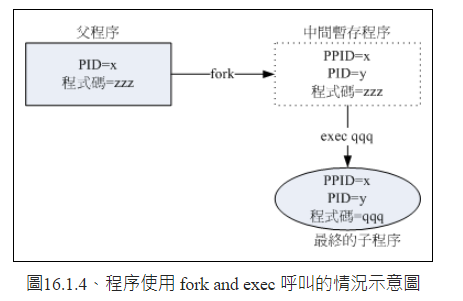 父程序
PID=x
程式碼=zzz
fork
中間暫存程序
PPID=x
PID=y
程式碼=zzz
exec qqq
PPID=x
PID=y
程式碼=qqq
最終的子程序
圖16.1.4、程序使用 fork and exec 呼叫的情況示意圖